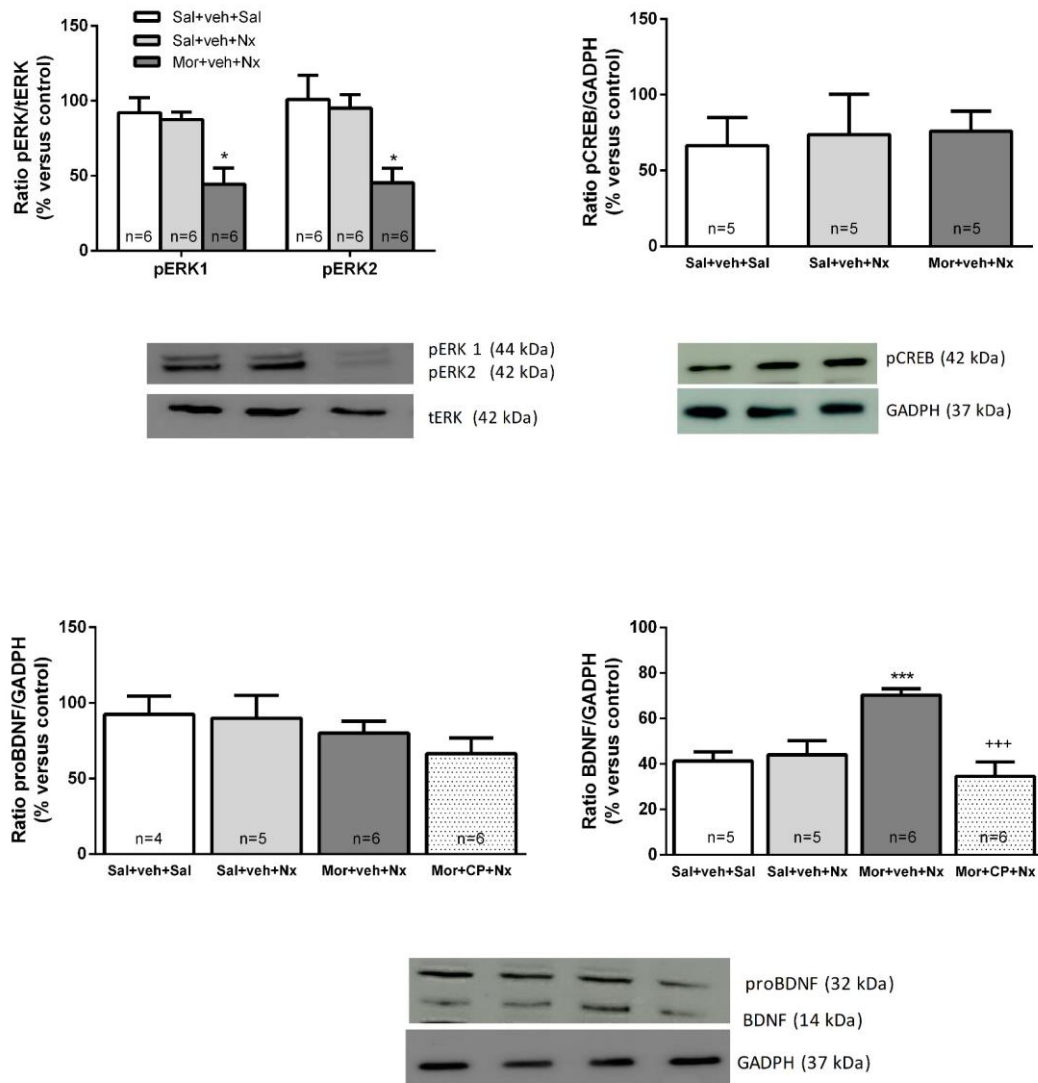 Sal+veh+Sal
Sal+veh+Nx
Mor+veh+Nx
Ratio pERK/tERK
(% versus control)
150
100
50
0
*
*
n=6
n=6
n=6
n=6
n=6
n=6
pERK1
pERK2
Ratio pCREB/GADPH
(% versus control)
150
100
50
0
n=5
n=5
n=5
Sal+veh+Sal
Sal+veh+Nx
Mor+veh+Nx
pERK 1 (44 kDa)
pERK2 (42 kDa)
tERK (42 kDa)
pCREB (42 kDa)
GADPH (37 kDa)
Ratio proBDNF/GADPH
(% versus control)
150
100
50
0
n=4
n=5
n=6
n=6
Sal+veh+Sal
Sal+veh+Nx
Mor+veh+Nx
Mor+CP+Nx
Ratio BDNF/GADPH
(% versus control)
100
80
60
40
20
0
***
+++
n=5
n=5
n=6
n=6
Sal+veh+Sal
Sal+veh+Nx
Mor+veh+Nx
Mor+CP+Nx
proBDNF (32 kDa)
BDNF (14 kDa)
GADPH (37 kDa)